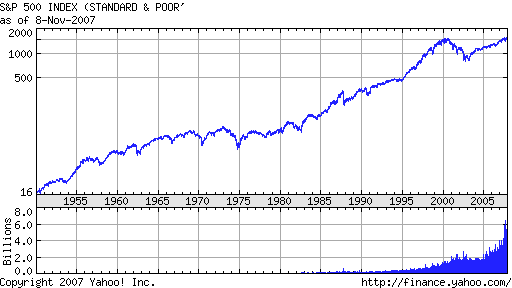 S&P 500 INDEX (STANDARD & POOR'
as of 8-Nov-2007
2000
1000
500
16
1955 1960 1965 1970 1975 1980 1985 1990 1995 2000 2005
8.0
6.0
4.0
2.0
0.0
Billions
Copyright 2007 Yahoo! Inc. http://finance.yahoo.com/